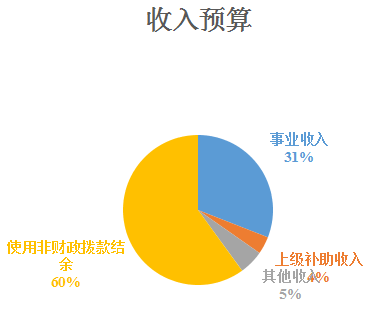 收入预算
事业收入
31%
上级补助收入
4%
其他收入
5%
使用非财政拨款结
余
60%